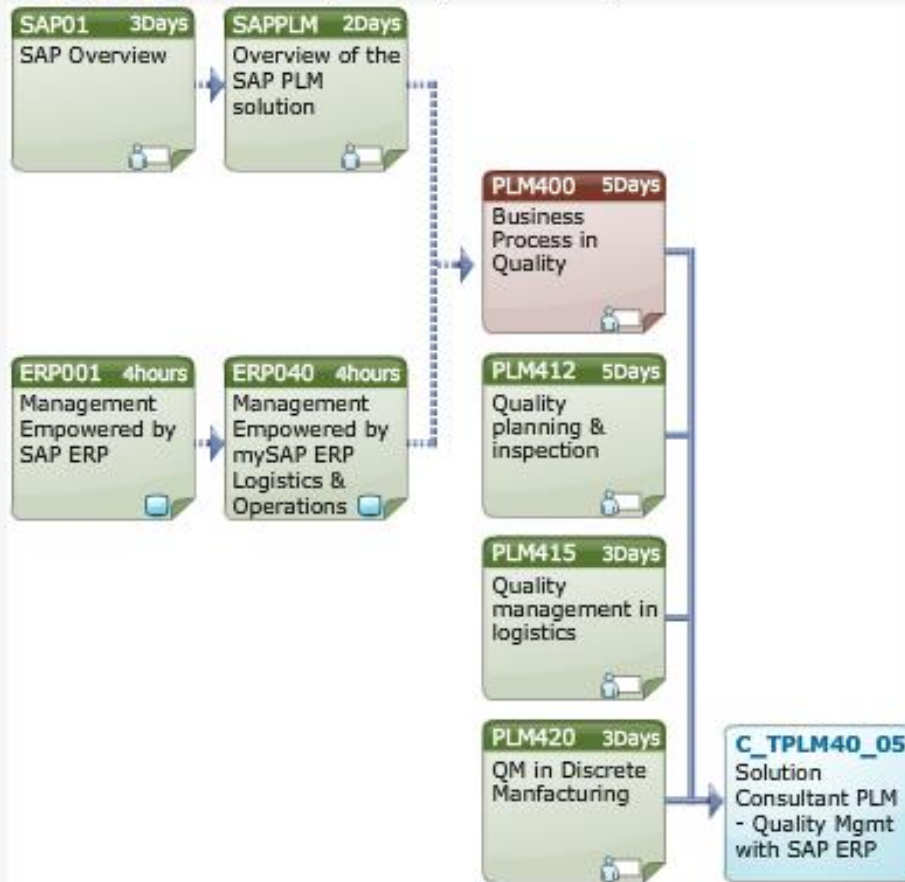 SAP01 3Days
SAP Overview
SAPPLM 2Days
Overview of the
SAP PLM
solution
PLM400 5Days
Business
Process in
Quality
ERP001 4hours
Management
Empowered by
SAP ERP
ERP040 4hours
Management
Empowered by
mySAP ERP
Logistics &
Operations
PLM412 5Days
Quality
planning &
inspection
PLM415 3Days
Quality
management in
logistics
PLM420 3Days
QM in Discrete
Manfacturing
C_TPLM40_05
Solution
Consultant PLM
- Quality Mgmt
with SAP ERP